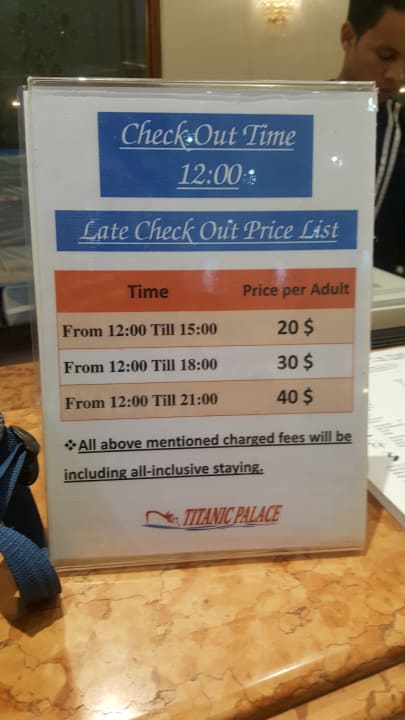 Check Out Time
12:00
Late Check Out Price List
Time Price per Adult
From 12:00 Till 15:00 20 $
From 12:00 Till 18:00 30 $
From 12:00 Till 21:00 40 $
❖All above mentioned charged fees will be
including all-inclusive staying.
TITANIC PALACE